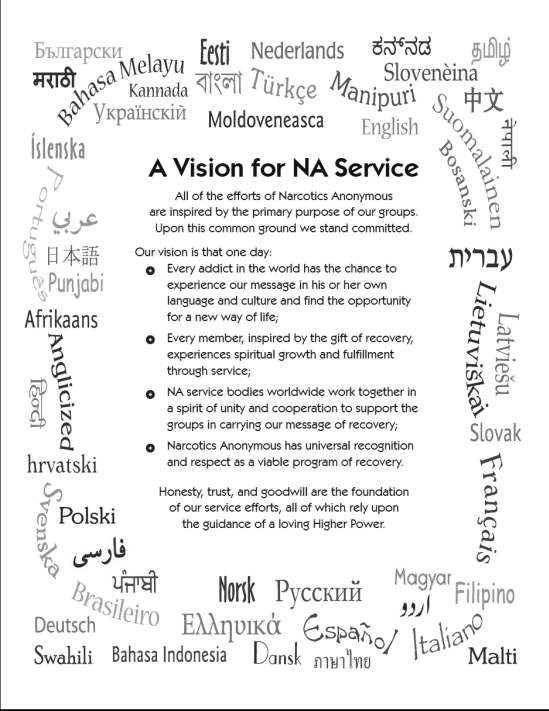 Български
Eesti
Nederlands
ಕನ್ನಡ
தமிழ்
मराठी
Bahasa Melayu
Kannada
বাংলা
Türkçe
Manipuri
Slovenèina
中文
नेपाली
Українскій
Moldoveneasca
English
Suomalainen
Bosanski
Íslenska
Português
عربي
日本語
Punjabi
Afrikaans
Anglicized
हिन्दी
hrvatski
Svenska
Polski
فارسی
ਪੰਜਾਬੀ
A Vision for NA Service
All of the efforts of Narcotics Anonymous
are inspired by the primary purpose of our groups.
Upon this common ground we stand committed.
Our vision is that one day:
Every addict in the world has the chance to
experience our message in his or her own
language and culture and find the opportunity
for a new way of life;
Every member, inspired by the gift of recovery,
experiences spiritual growth and fulfillment
through service;
NA service bodies worldwide work together in
a spirit of unity and cooperation to support the
groups in carrying our message of recovery;
Narcotics Anonymous has universal recognition
and respect as a viable program of recovery.
Honesty, trust, and goodwill are the foundation
of our service efforts, all of which rely upon
the guidance of a loving Higher Power.
עברית
Lietuviškai
Latviešu
Slovak
Français
Brasileiro
Norsk
Русский
Magyar
اردو
Filipino
Deutsch
Ελληνικά
Español
Italiano
Swahili
Bahasa Indonesia
Dansk
ภาษาไทย
Malti